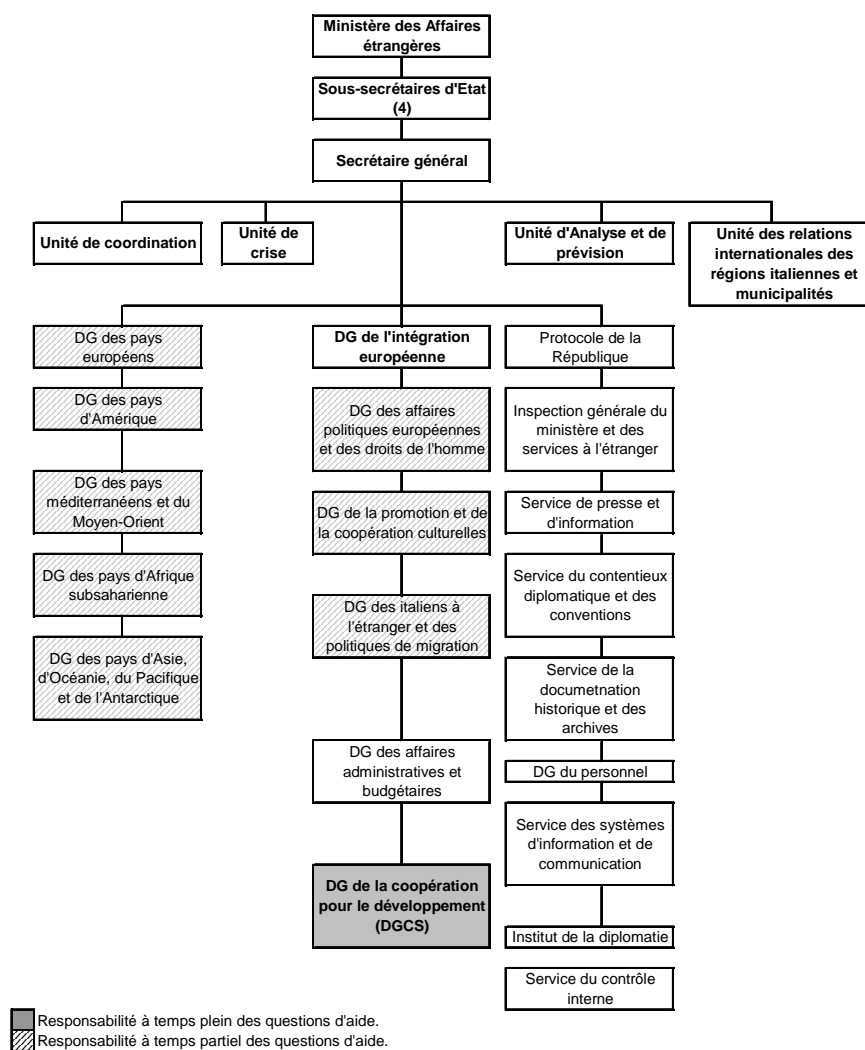 Ministère des Affaires
étrangères
Sous-secrétaires d'Etat
(4)
Secrétaire général
Unité de coordination
Unité de
crise
Unité d'Analyse et de
prévision
Unité des relations
internationales des
régions italiennes et
municipalités
DG des pays
européens
DG des pays
d'Amérique
DG des pays
méditerranéens et du
Moyen-Orient
DG des pays d'Afrique
subsaharienne
DG des pays d'Asie,
d'Océanie, du Pacifique
et de l'Antarctique
DG de l'intégration
européenne
DG des affaires
politiques européennes
et des droits de l'homme
DG de la promotion et de
la coopération culturelles
DG des italiens à
l'étranger et des
politiques de migration
DG des affaires
administratives et
budgétaires
DG de la coopération
pour le développement
(DGCS)
Protocole de la
République
Inspection générale du
ministère et des
services à l'étranger
Service de presse et
d'information
Service du contentieux
diplomatique et des
conventions
Service de la
documetnation
historique et des
archives
DG du personnel
Service des systèmes
d'information et de
communication
Institut de la diplomatie
Service du contrôle
interne
Responsabilité à temps plein des questions d'aide.
Responsabilité à temps partiel des questions d'aide.